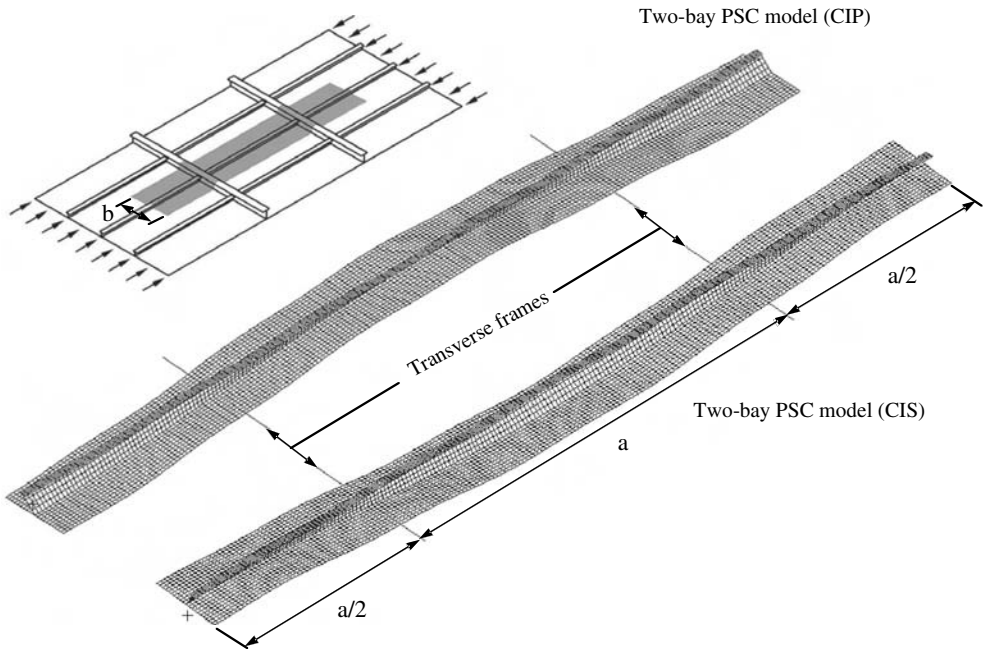 Two-bay PSC model (CIP)
b
a/2
Transverse frames
Two-bay PSC model (CIS)
a
a/2